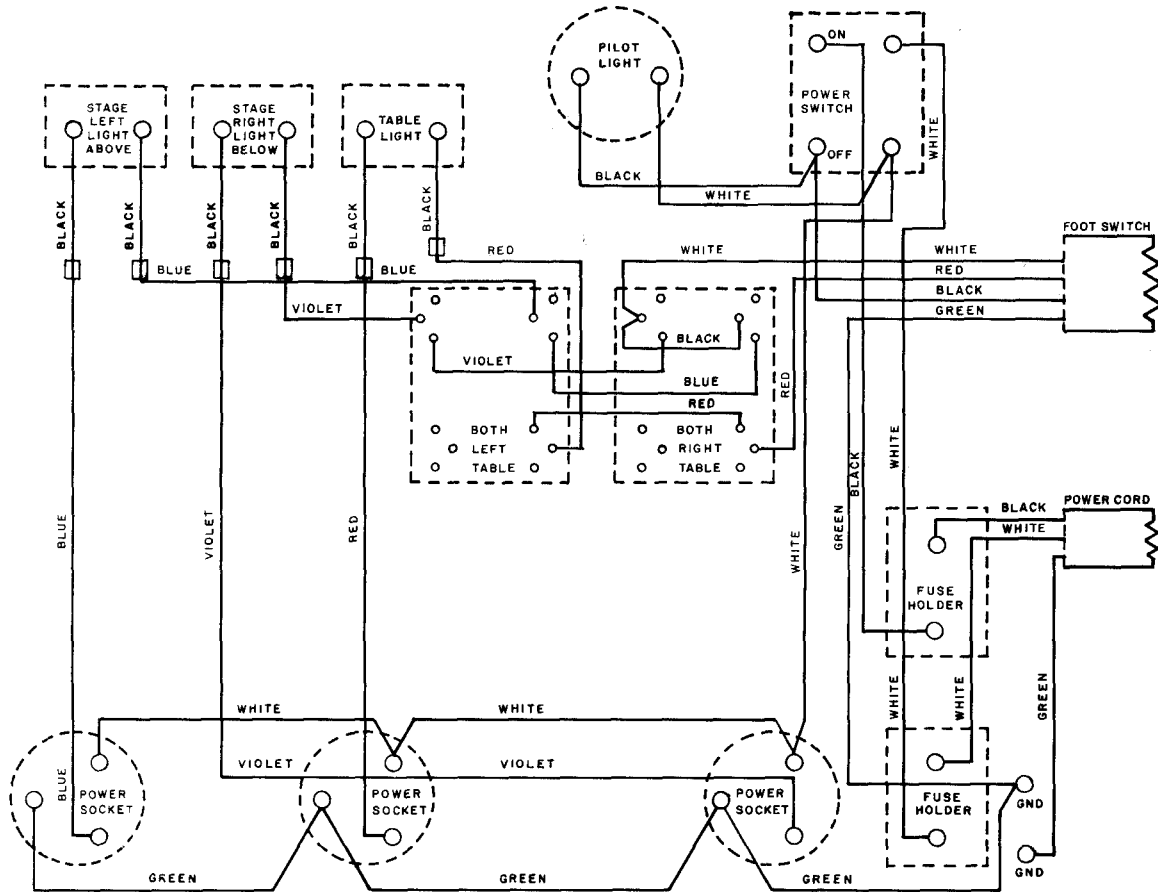 PILOT
LIGHT
ON
POWER
SWITCH
OFF
WHITE
STAGE
LEFT
LIGHT
ABOVE
STAGE
RIGHT
LIGHT
BELOW
TABLE
LIGHT
BLACK
WHITE
BLACK
BLACK
BLACK
BLACK
BLACK
BLACK
FOOT SWITCH
RED
WHITE
WHITE
BLUE
BLUE
RED
BLACK
VIOLET
GREEN
BLACK
VIOLET
BLUE
RED
RED
BOTH
LEFT
TABLE
BOTH
RIGHT
TABLE
WHITE
BLACK
POWER CORD
BLACK
WHITE
BLUE
VIOLET
RED
WHITE
GREEN
FUSE
HOLDER
WHITE
WHITE
GREEN
WHITE
WHITE
VIOLET
VIOLET
BLUE
POWER
SOCKET
POWER
SOCKET
POWER
SOCKET
FUSE
HOLDER
GND
GND
GREEN
GREEN
GREEN